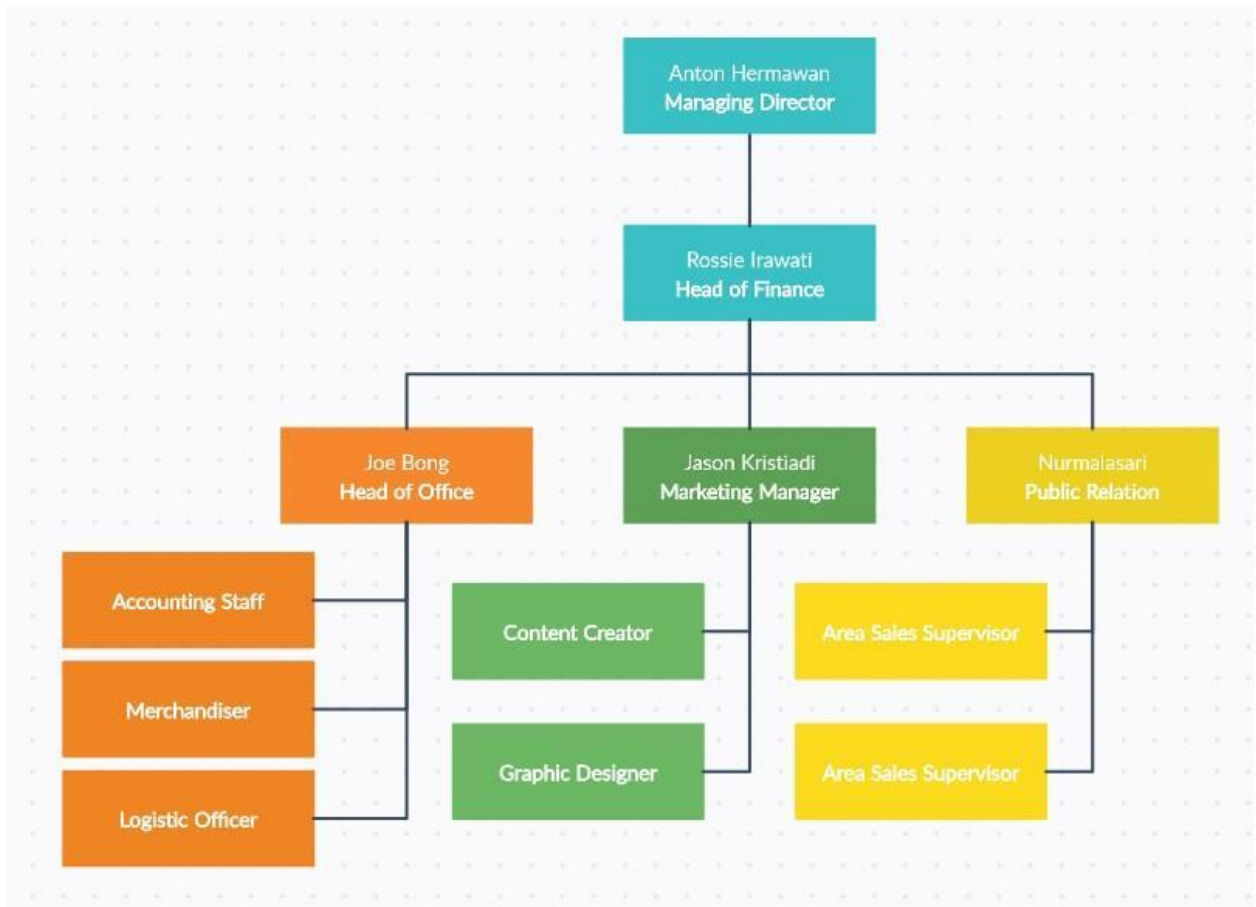 Anton Hermawan
Managing Director
Rossie Irawati
Head of Finance
Joe Bong
Head of Office
Jason Kristiadi
Marketing Manager
Nurmalasari
Public Relation
Accounting Staff
Merchandiser
Logistic Officer
Content Creator
Graphic Designer
Area Sales Supervisor
Area Sales Supervisor